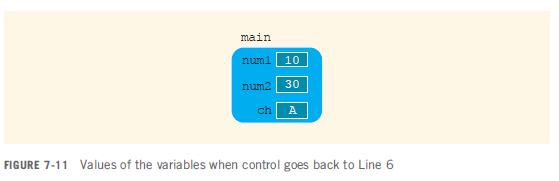 main
num1 10
num2 30
ch A
FIGURE 7-11 Values of the variables when control goes back to Line 6